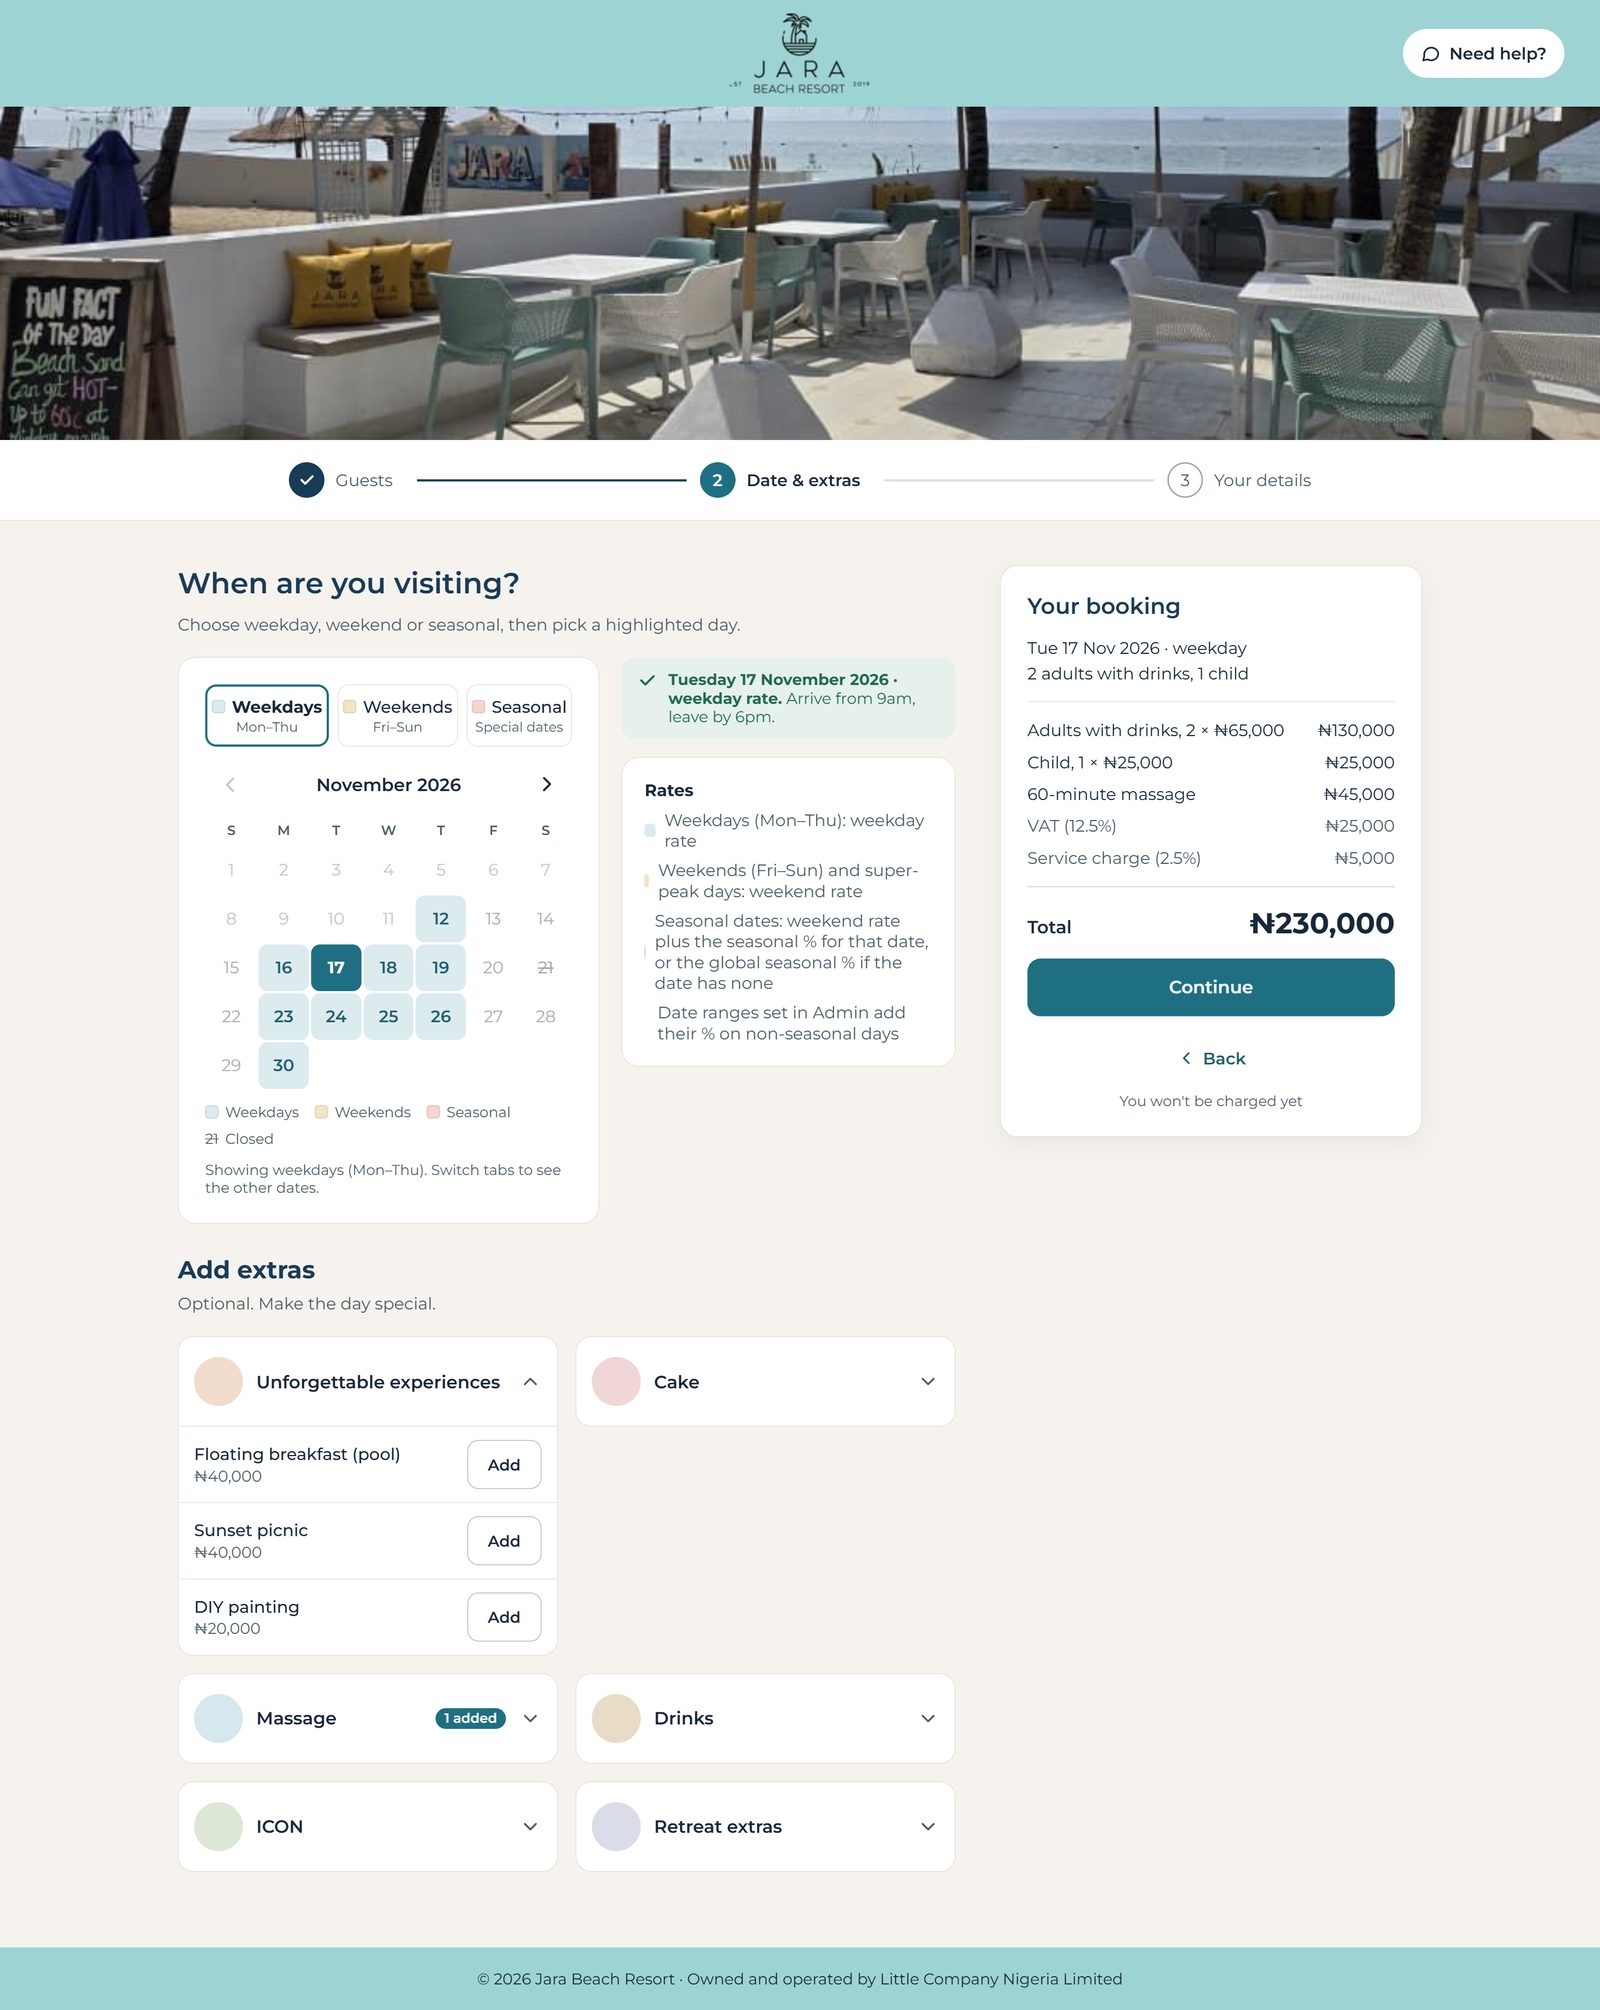 JARA
EST BEACH RESORT 2019
Need help?
JARA
FUN FACT
of The DAY
Beach Sand
Can get HOT-
Up to 60c at
JARA
JARA
Guests
2
Date & extras
3
Your details
When are you visiting?
Choose weekday, weekend or seasonal, then pick a highlighted day.
Weekdays
Mon–Thu
Weekends
Fri–Sun
Seasonal
Special dates
November 2026
S M T W T F S
1 2 3 4 5 6 7
8 9 10 11 12 13 14
15 16 17 18 19 20 21
22 23 24 25 26 27 28
29 30
Weekdays Weekends Seasonal
21 Closed
Showing weekdays (Mon–Thu). Switch tabs to see
the other dates.
Tuesday 17 November 2026 ·
weekday rate. Arrive from 9am,
leave by 6pm.
Rates
Weekdays (Mon–Thu): weekday
rate
Weekends (Fri–Sun) and super-
peak days: weekend rate
Seasonal dates: weekend rate
plus the seasonal % for that date,
or the global seasonal % if the
date has none
Date ranges set in Admin add
their % on non-seasonal days
Your booking
Tue 17 Nov 2026 · weekday
2 adults with drinks, 1 child
Adults with drinks, 2 × ₦65,000 ₦130,000
Child, 1 × ₦25,000 ₦25,000
60-minute massage ₦45,000
VAT (12.5%) ₦25,000
Service charge (2.5%) ₦5,000
Total ₦230,000
Continue
Back
You won't be charged yet
Add extras
Optional. Make the day special.
Unforgettable experiences
Floating breakfast (pool)
₦40,000
Add
Sunset picnic
₦40,000
Add
DIY painting
₦20,000
Add
Cake
Massage
1 added
Drinks
ICON
Retreat extras
© 2026 Jara Beach Resort · Owned and operated by Little Company Nigeria Limited